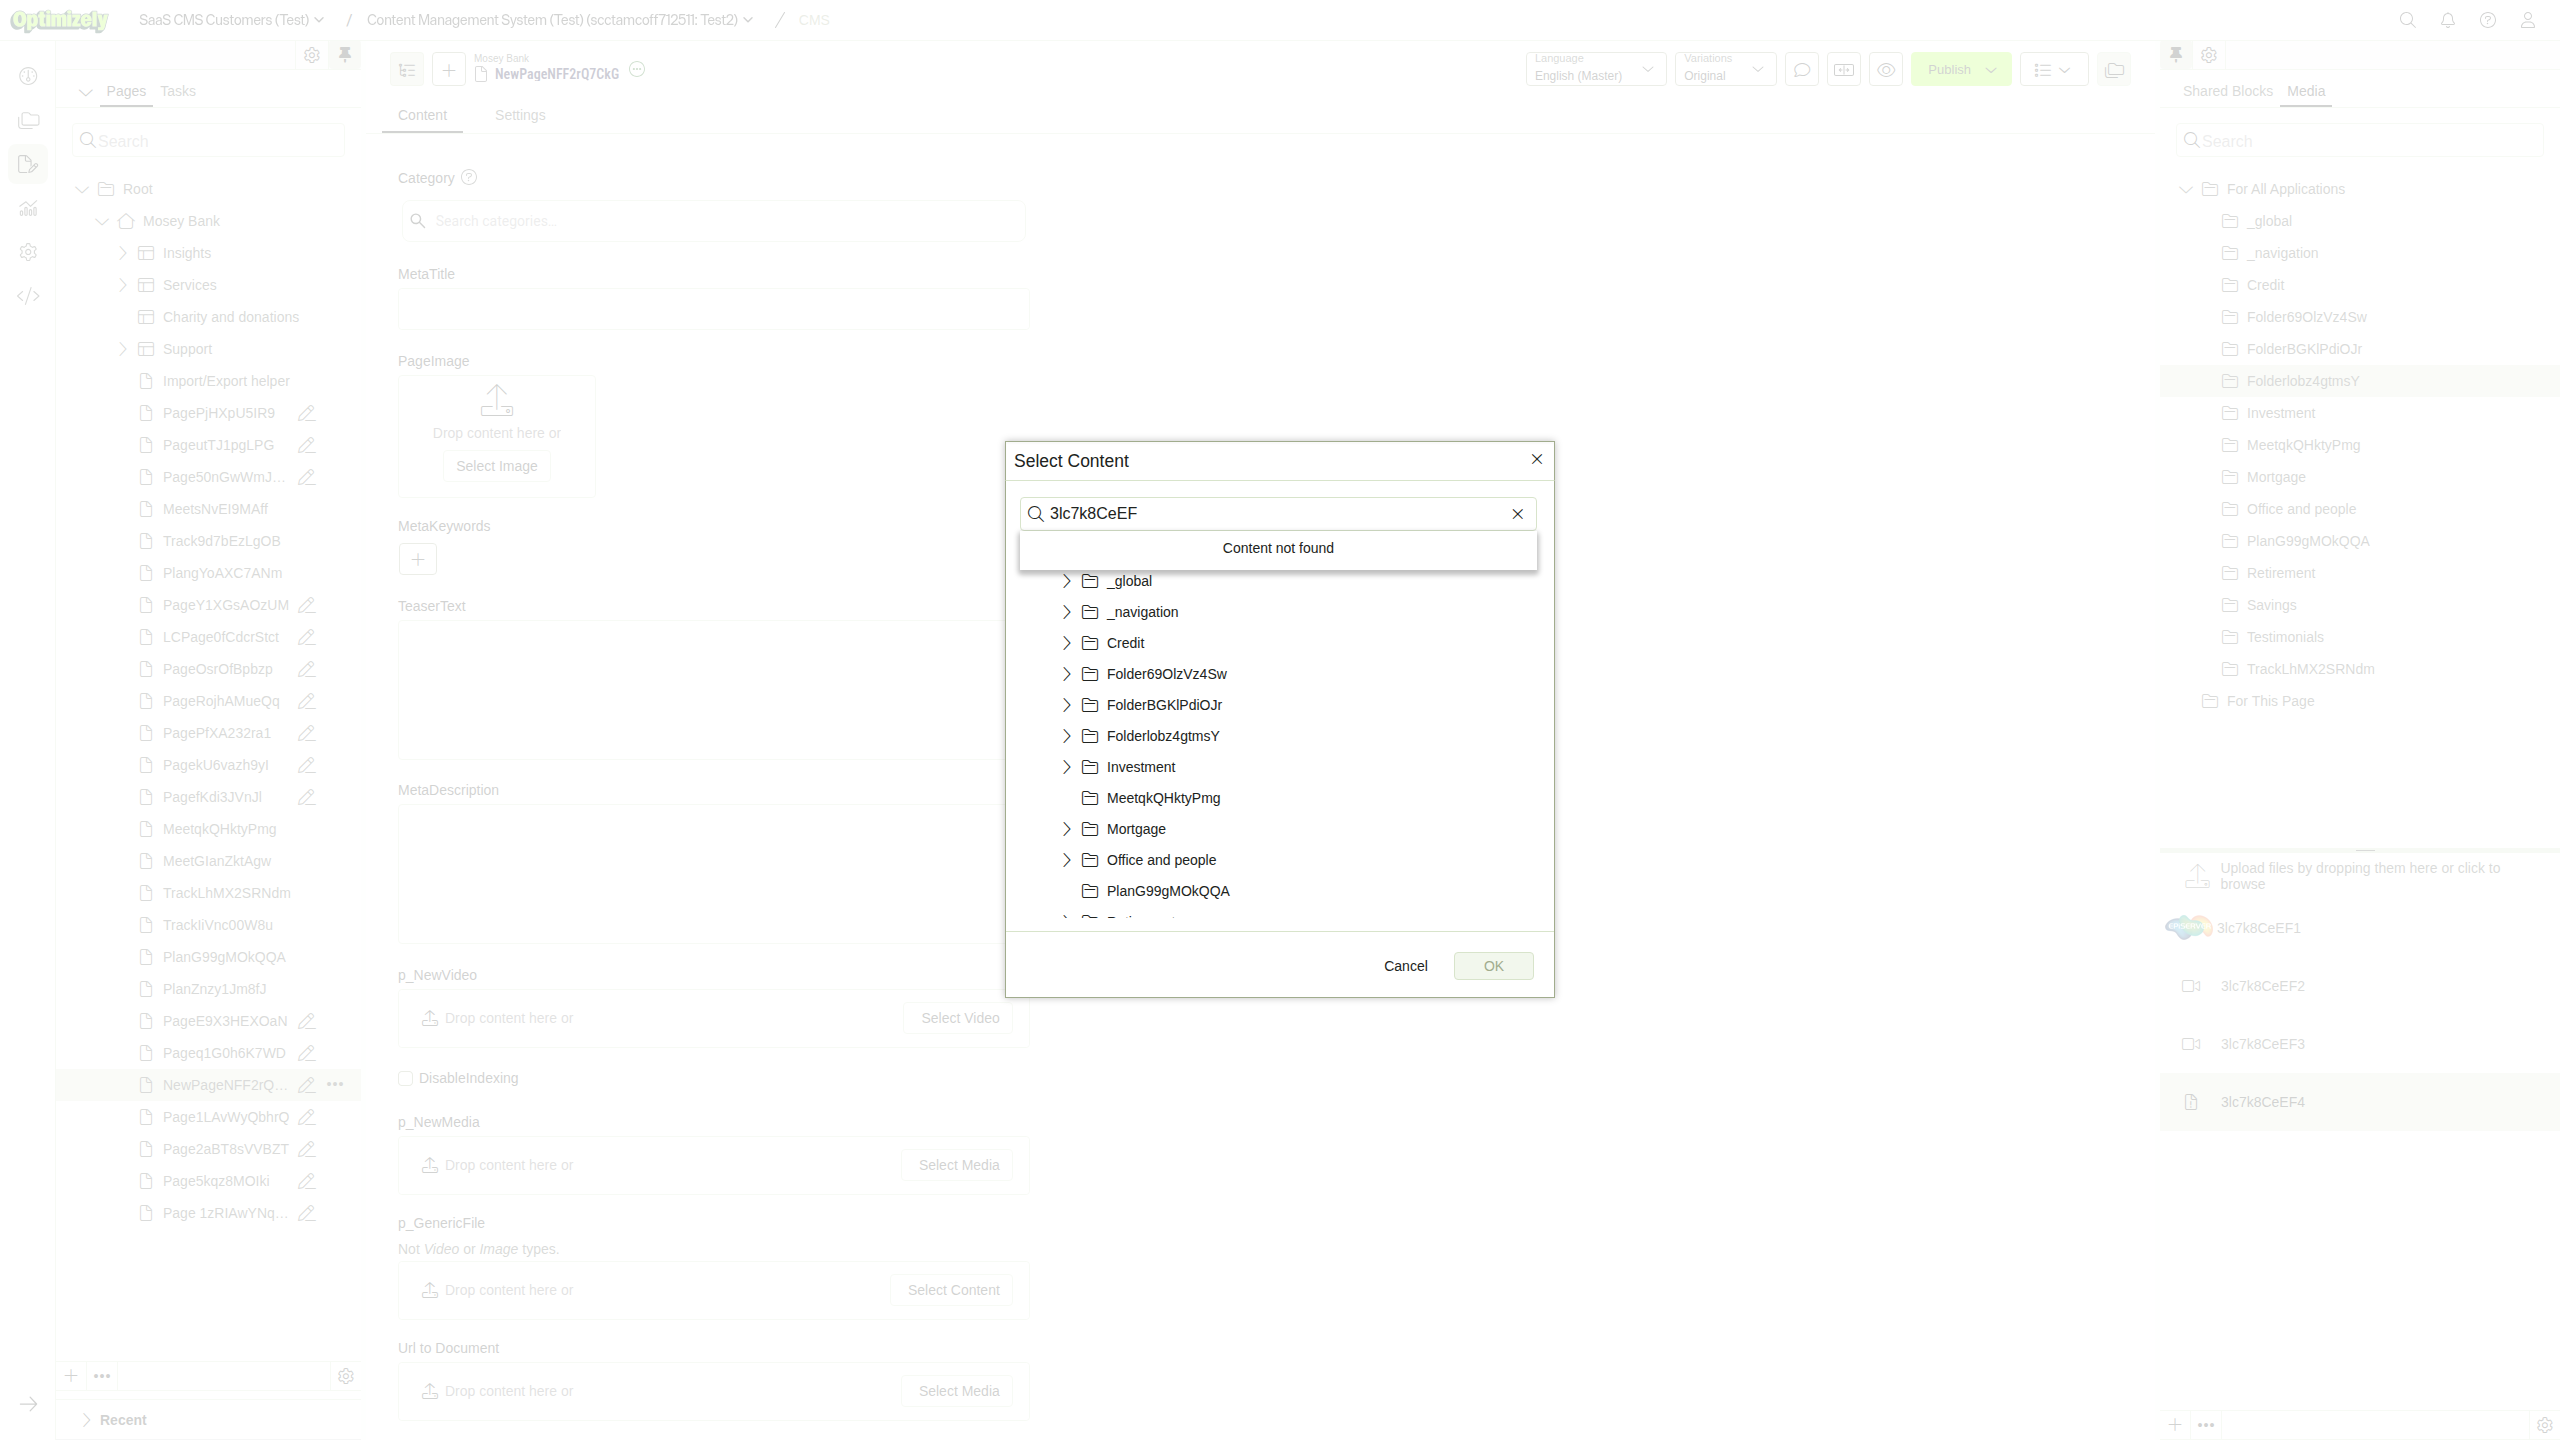 Optimizely
SaaS CMS Customers (Test)
/
Content Management System (Test) (scctamcoff712511: Test2)
/
CMS
Pages
Tasks
Search
Root
Mosey Bank
Insights
Services
Charity and donations
Support
Import/Export helper
PagePjHXpU5IR9
PageutTJ1pgLPG
Page50nGwWmJ…
MeetsNvEI9MAff
Track9d7bEzLgOB
PlangYoAXC7ANm
PageY1XGsAOzUM
LCPage0fCdcrStct
PageOsrOfBpbzp
PageRojhAMueQq
PagePfXA232ra1
PagekU6vazh9yI
PagefKdi3JVnJl
MeetqkQHktyPmg
MeetGIanZktAgw
TrackLhMX2SRNdm
TrackIiVnc00W8u
PlanG99gMOkQQA
PlanZnzy1Jm8fJ
PageE9X3HEXOaN
Pageq1G0h6K7WD
NewPageNFF2rQ…
Page1LAvWyQbhrQ
Page2aBT8sVVBZT
Page5kqz8MOIki
Page 1zRIAwYNq…
Recent
Mosey Bank
NewPageNFF2rQ7CkG
Language
English (Master)
Variations
Original
Publish
Content
Settings
Category
Search categories...
MetaTitle
PageImage
Drop content here or
Select Image
MetaKeywords
TeaserText
MetaDescription
p_NewVideo
Drop content here or
Select Video
DisableIndexing
p_NewMedia
Drop content here or
Select Media
p_GenericFile
Not Video or Image types.
Drop content here or
Select Content
Url to Document
Drop content here or
Select Media
Select Content
3lc7k8CeEF
Content not found
_global
_navigation
Credit
Folder69OlzVz4Sw
FolderBGKlPdiOJr
Folderlobz4gtmsY
Investment
MeetqkQHktyPmg
Mortgage
Office and people
PlanG99gMOkQQA
Cancel
OK
Shared Blocks
Media
Search
For All Applications
_global
_navigation
Credit
Folder69OlzVz4Sw
FolderBGKlPdiOJr
Folderlobz4gtmsY
Investment
MeetqkQHktyPmg
Mortgage
Office and people
PlanG99gMOkQQA
Retirement
Savings
Testimonials
TrackLhMX2SRNdm
For This Page
Upload files by dropping them here or click to
browse
3lc7k8CeEF1
3lc7k8CeEF2
3lc7k8CeEF3
3lc7k8CeEF4